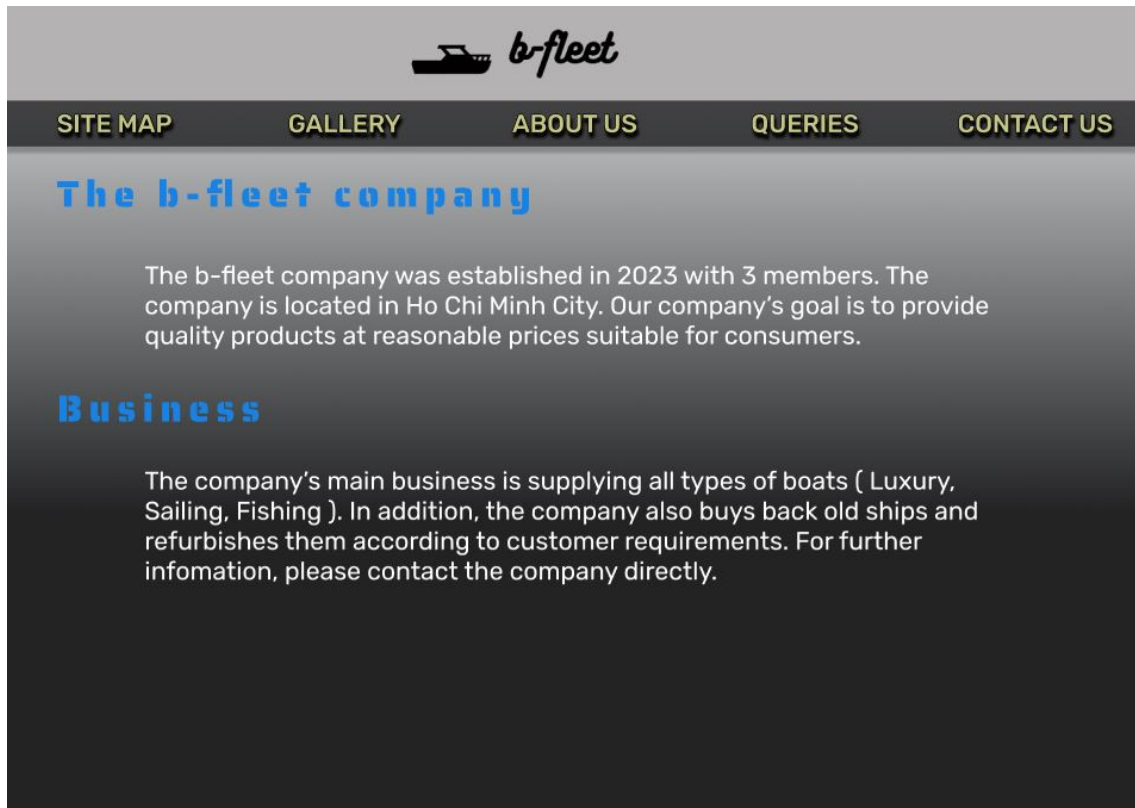 b-fleet
SITE MAP GALLERY ABOUT US QUERIES CONTACT US
The b-fleet company
The b-fleet company was established in 2023 with 3 members. The
company is located in Ho Chi Minh City. Our company’s goal is to provide
quality products at reasonable prices suitable for consumers.
Business
The company’s main business is supplying all types of boats ( Luxury,
Sailing, Fishing ). In addition, the company also buys back old ships and
refurbishes them according to customer requirements. For further
infomation, please contact the company directly.